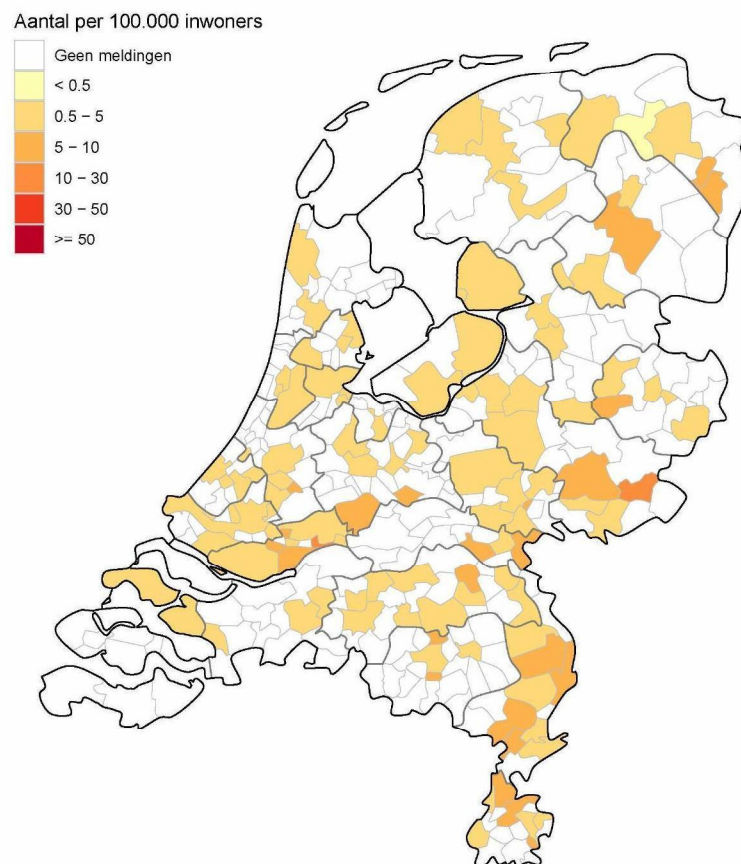 Aantal per 100.000 inwoners
Geen meldingen
< 0.5
0.5 – 5
5 – 10
10 – 30
30 – 50
>= 50